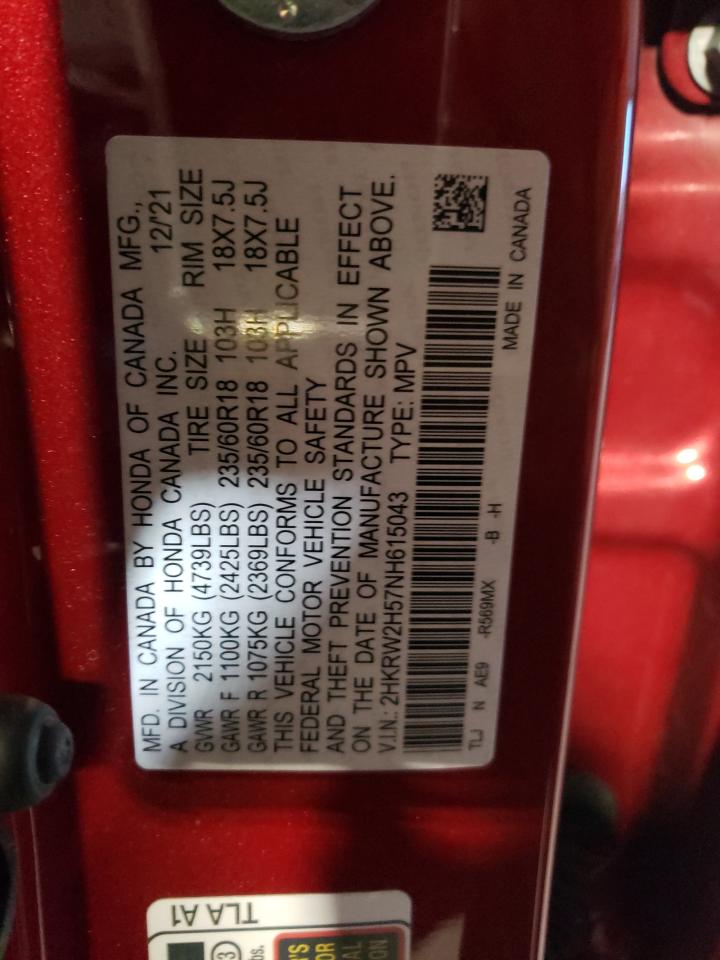 MFD. IN CANADA BY HONDA OF CANADA MFG.,
A DIVISION OF HONDA CANADA INC. 12/'21
GVWR 2150KG (4739LBS) TIRE SIZE RIM SIZE
GAWR F 1100KG (2425LBS) 235/60R18 103H 18X7.5J
GAWR R 1075KG (2369LBS) 235/60R18 103H 18X7.5J
THIS VEHICLE CONFORMS TO ALL APPLICABLE
FEDERAL MOTOR VEHICLE SAFETY
AND THEFT PREVENTION STANDARDS IN EFFECT
ON THE DATE OF MANUFACTURE SHOWN ABOVE.
V.I.N.: 2HKRW2H57NH615043 TYPE: MPV
TLJ N AE9 -R569MX -B -H MADE IN CANADA
TLA A1